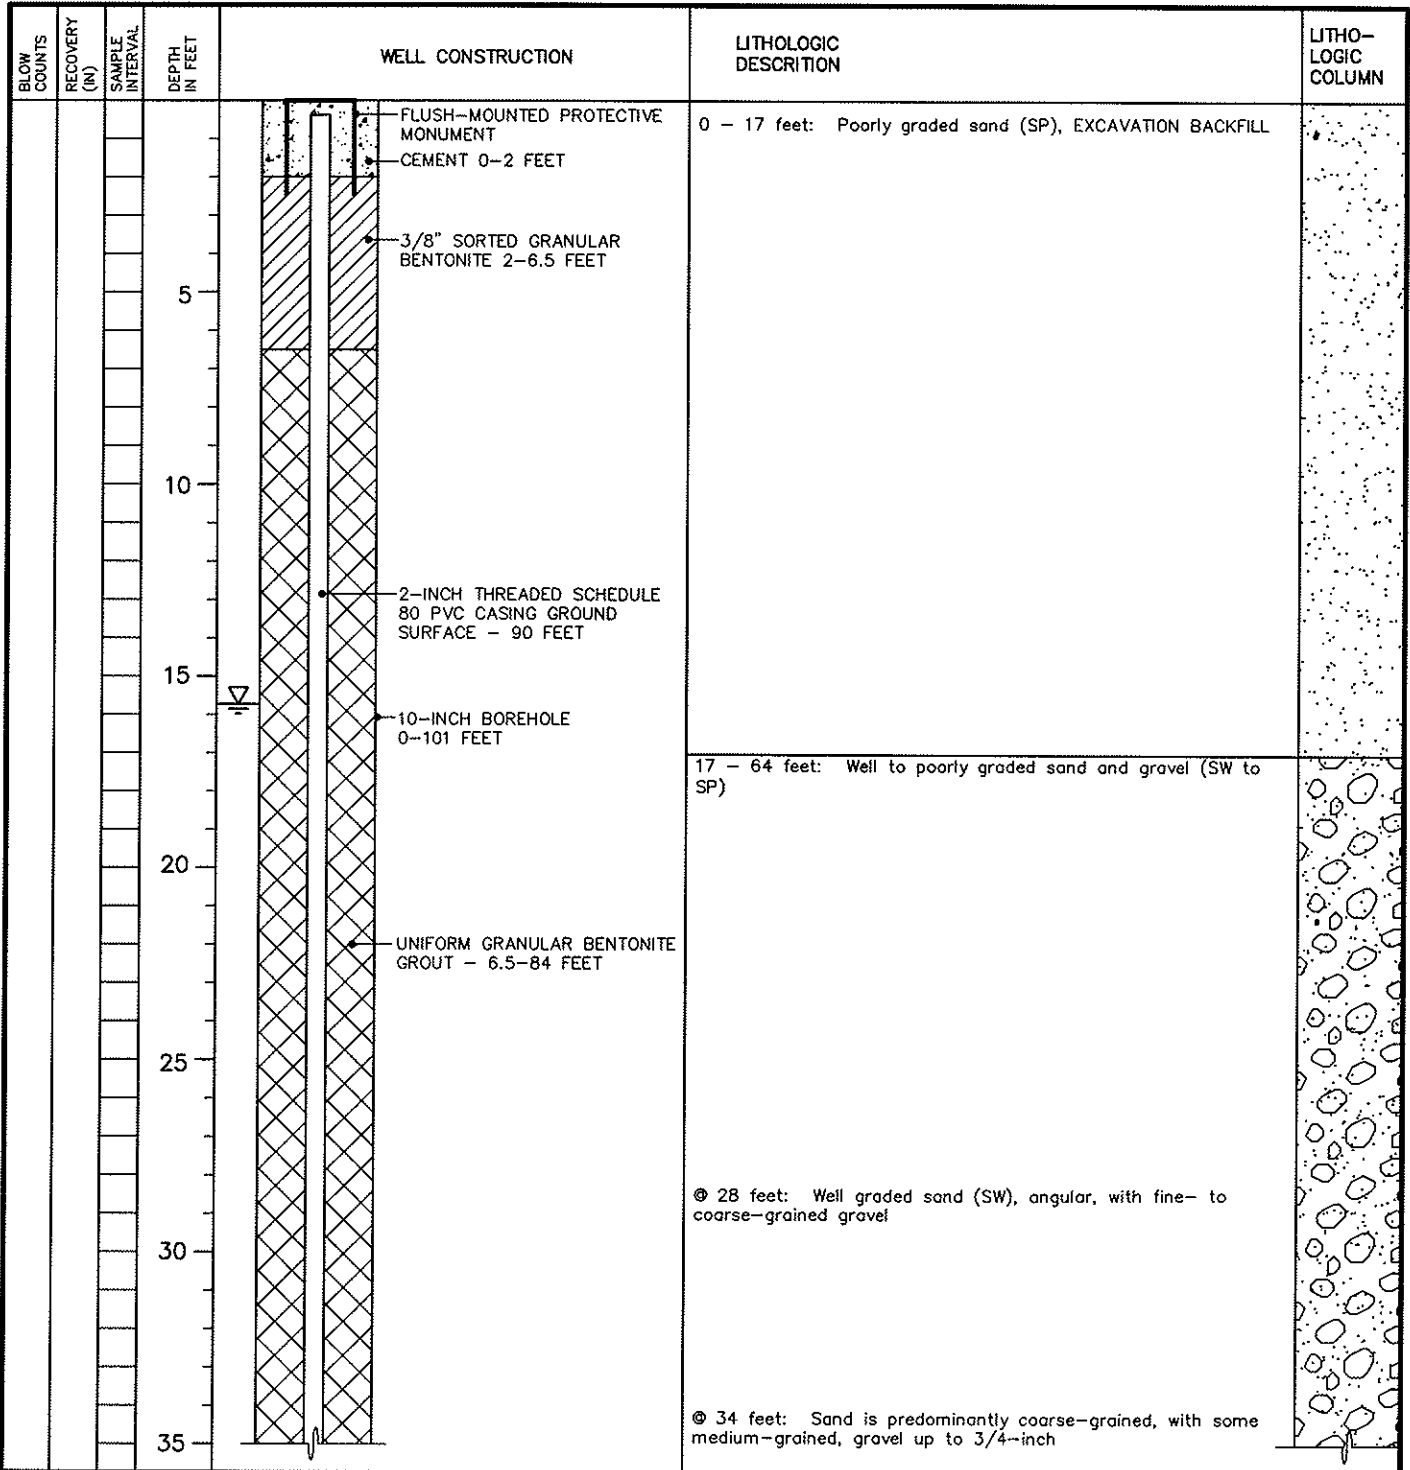 BLOW
COUNTS
RECOVERY
(IN)
SAMPLE
INTERVAL
DEPTH
IN FEET
WELL CONSTRUCTION
LITHOLOGIC
DESCRITION
LITHO-
LOGIC
COLUMN
FLUSH-MOUNTED PROTECTIVE
MONUMENT
CEMENT 0-2 FEET
3/8" SORTED GRANULAR
BENTONITE 2-6.5 FEET
5
10
2-INCH THREADED SCHEDULE
80 PVC CASING GROUND
SURFACE - 90 FEET
15
10-INCH BOREHOLE
0-101 FEET
20
UNIFORM GRANULAR BENTONITE
GROUT - 6.5-84 FEET
25
30
35
0 - 17 feet: Poorly graded sand (SP), EXCAVATION BACKFILL
17 - 64 feet: Well to poorly graded sand and gravel (SW to
SP)
@ 28 feet: Well graded sand (SW), angular, with fine- to
coarse-grained gravel
@ 34 feet: Sand is predominantly coarse-grained, with some
medium-grained, gravel up to 3/4-inch